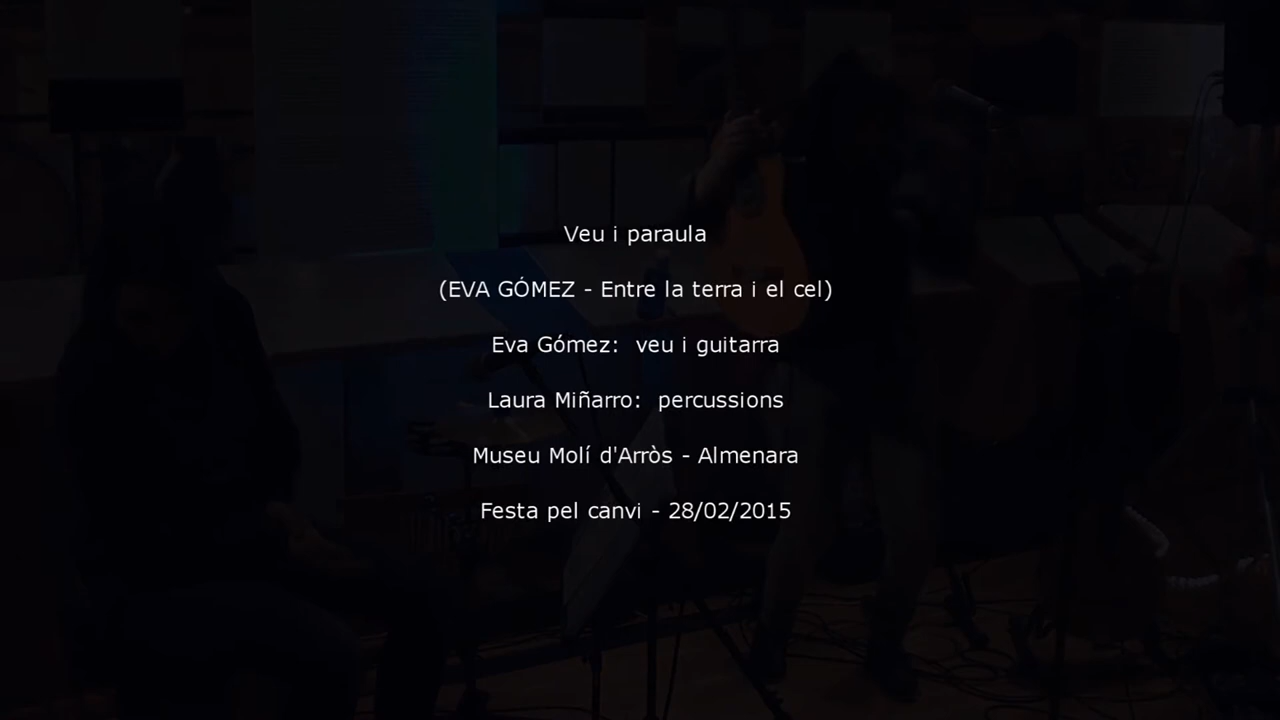 Veu i paraula
(EVA GÓMEZ - Entre la terra i el cel)
Eva Gómez:  veu i guitarra
Laura Miñarro:  percussions
Museu Molí d'Arròs - Almenara
Festa pel canvi - 28/02/2015